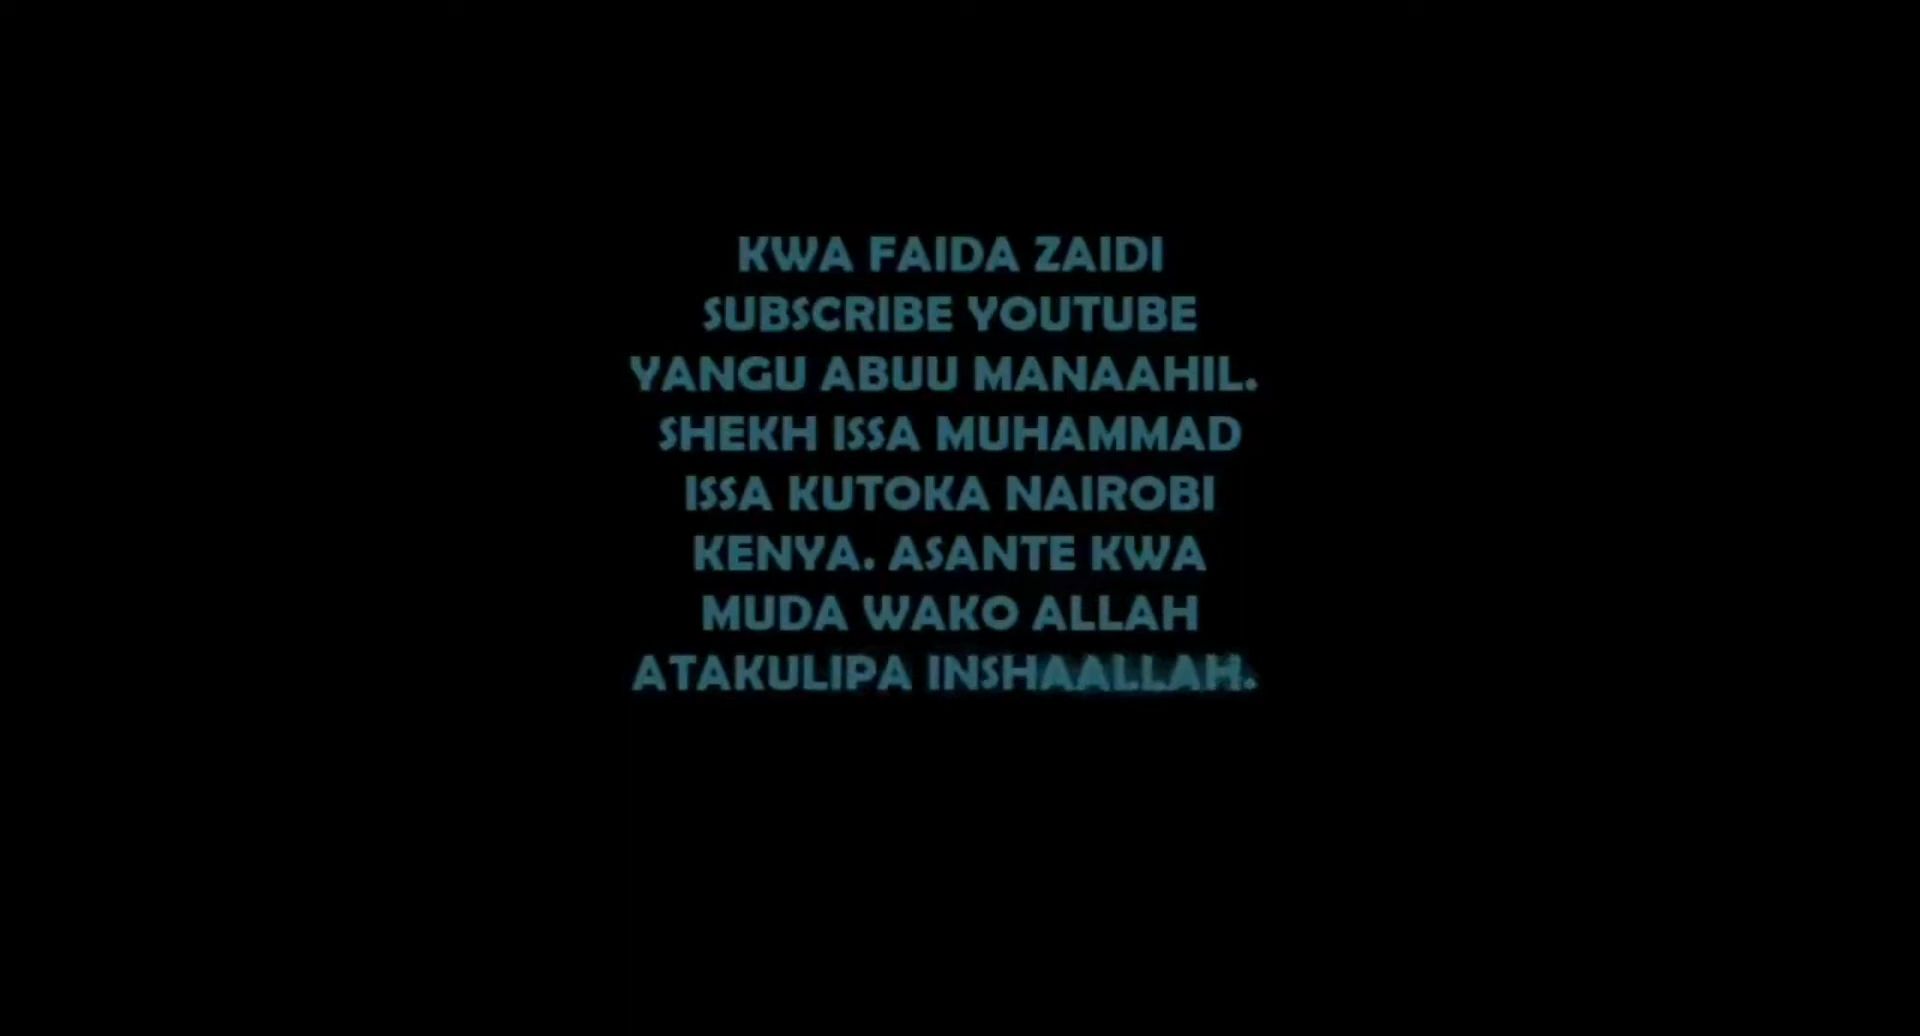 KWA FAIDA ZAIDI
SUBSCRIBE YOUTUBE
YANGU ABUU MANAAHIL.
SHEKH ISSA MUHAMMAD
ISSA KUTOKA NAIROBI
KENYA. ASANTE KWA
MUDA WAKO ALLAH
ATAKULIPA INSHAALLAH.